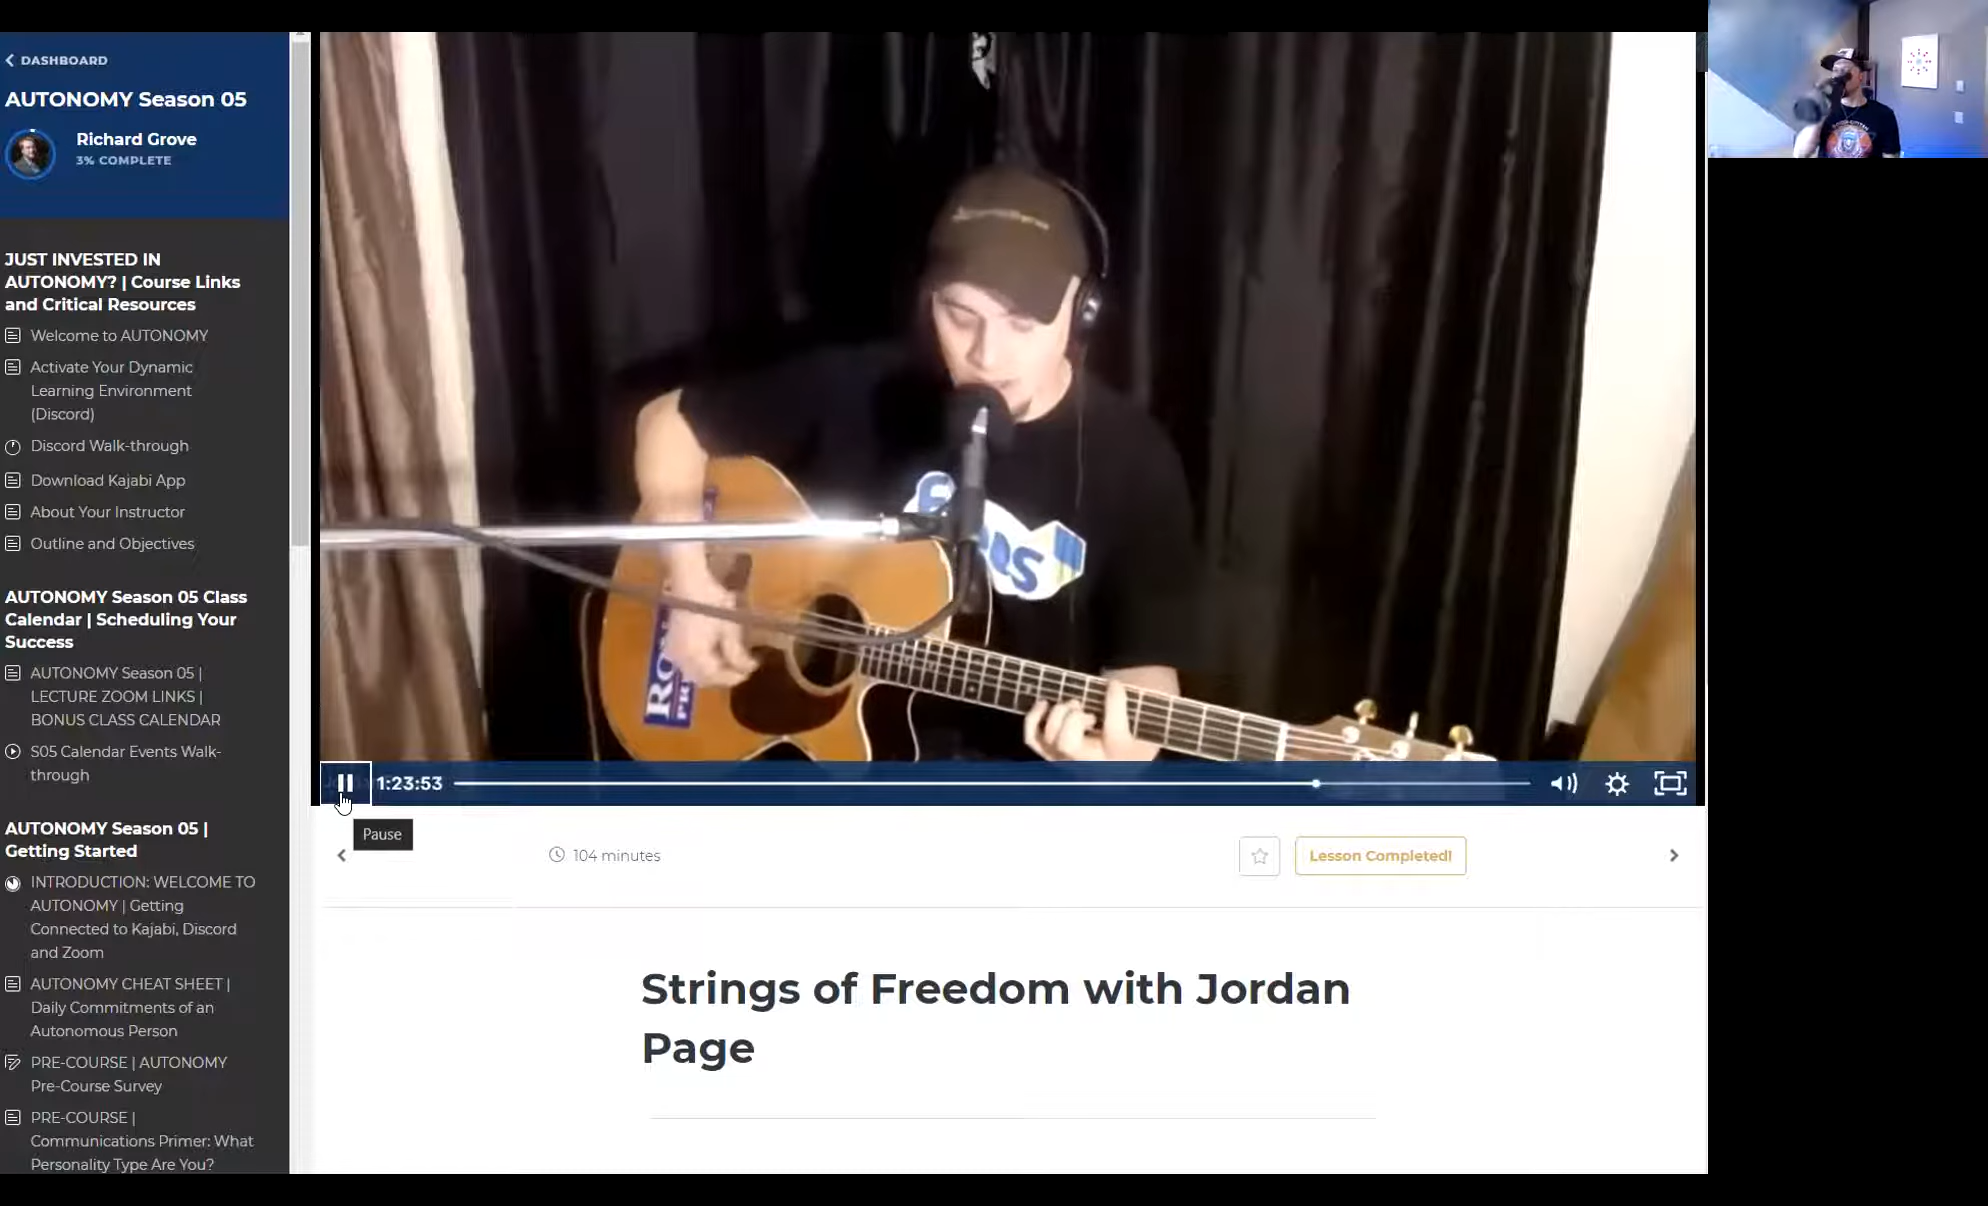 DASHBOARD
AUTONOMY Season 05
Richard Grove
3% COMPLETE
JUST INVESTED IN
AUTONOMY? | Course Links
and Critical Resources
Welcome to AUTONOMY
Activate Your Dynamic
Learning Environment
(Discord)
Discord Walk-through
Download Kajabi App
About Your Instructor
Outline and Objectives
AUTONOMY Season 05 Class
Calendar | Scheduling Your
Success
AUTONOMY Season 05 |
LECTURE ZOOM LINKS |
BONUS CLASS CALENDAR
S05 Calendar Events Walk-
through
AUTONOMY Season 05 |
Getting Started
INTRODUCTION: WELCOME TO
AUTONOMY | Getting
Connected to Kajabi, Discord
and Zoom
AUTONOMY CHEAT SHEET |
Daily Commitments of an
Autonomous Person
PRE-COURSE | AUTONOMY
Pre-Course Survey
PRE-COURSE |
Communications Primer: What
Personality Type Are You?
1:23:53
Pause
104 minutes
Lesson Completed!
Strings of Freedom with Jordan
Page